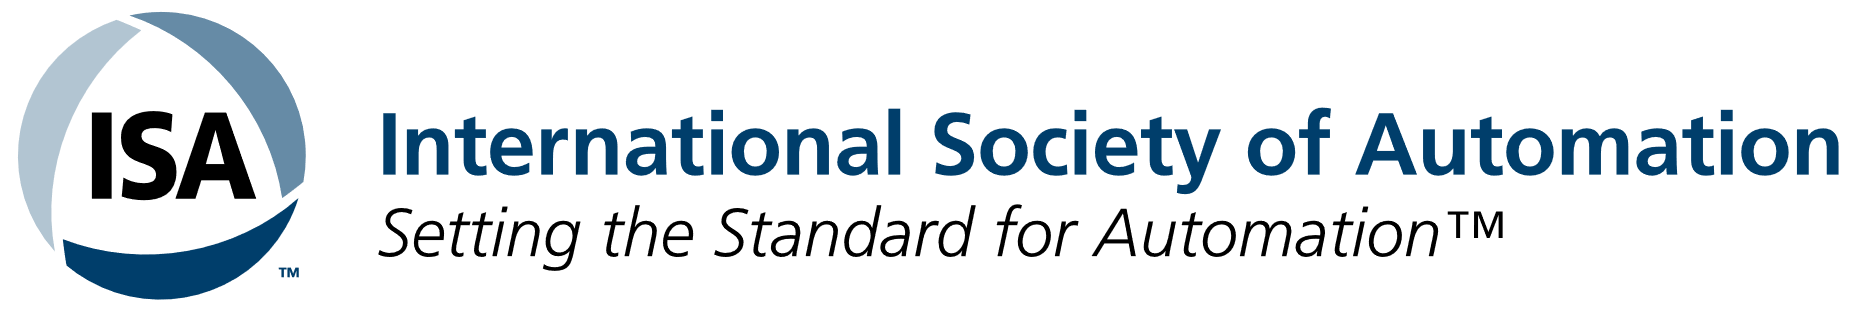 ISA
™
International Society of Automation
Setting the Standard for Automation™